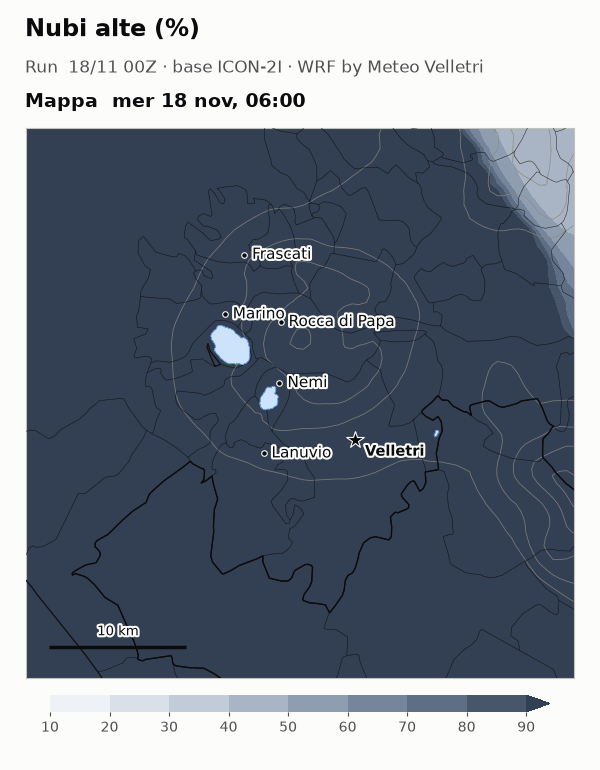 Nubi alte (%)
Run  18/11 00Z · base ICON-2I · WRF by Meteo Velletri
Mappa  mer 18 nov, 06:00
Frascati
Marino
Rocca di Papa
Nemi
Velletri
Lanuvio
10 km
10 20 30 40 50 60 70 80 90